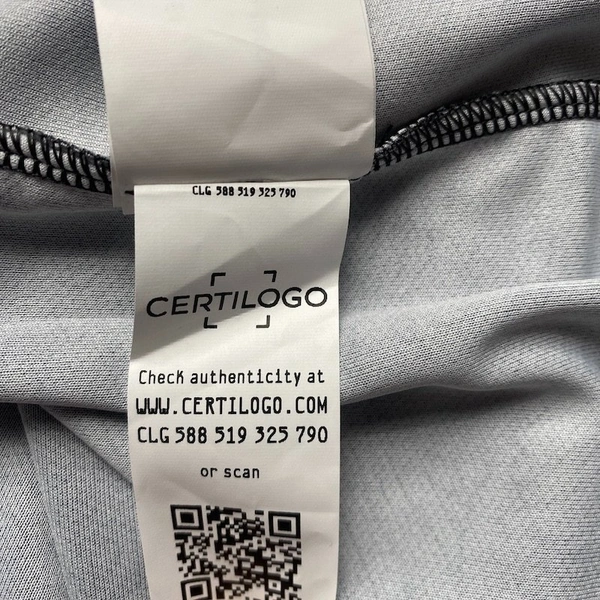 CLG 588 519 325 790
CERTILOGO
Check authenticity at
WWW.CERTILOGO.COM
CLG 588 519 325 790
or scan